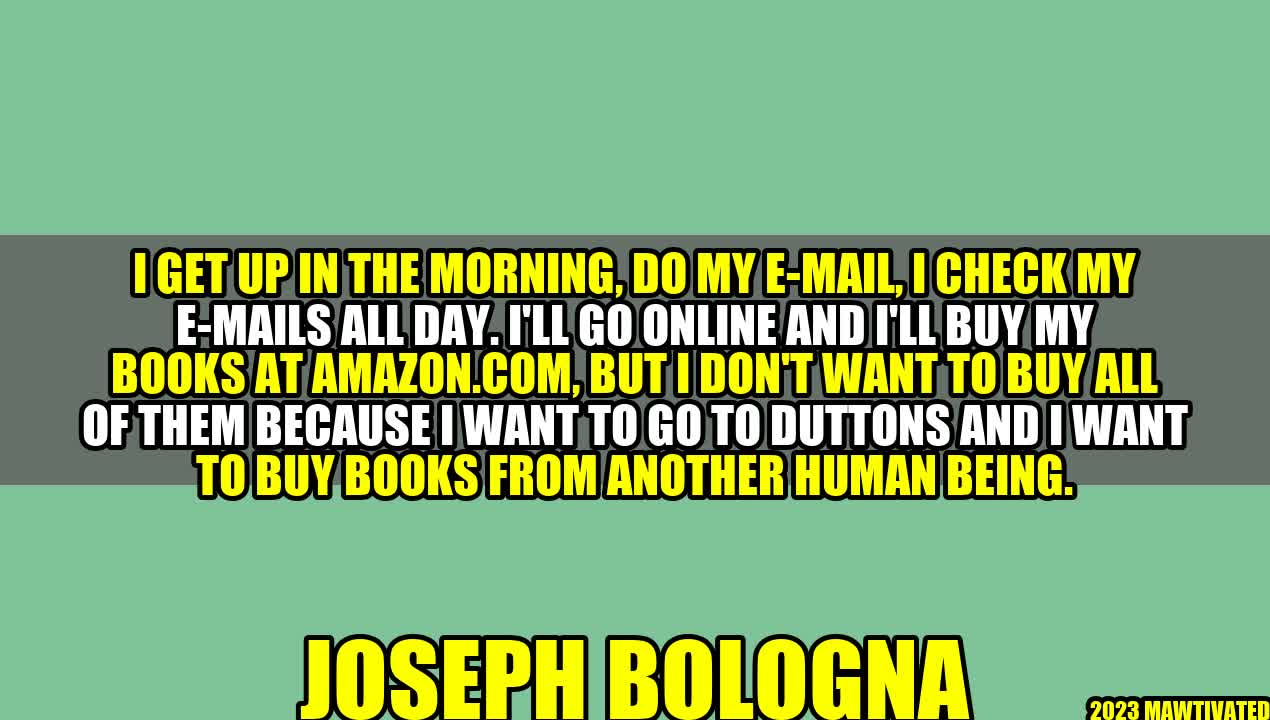 I GET UP IN THE MORNING, DO MY E-MAIL, I CHECK MY
E-MAILS ALL DAY. I'LL GO ONLINE AND I'LL BUY MY
BOOKS AT AMAZON.COM, BUT I DON'T WANT TO BUY ALL
OF THEM BECAUSE I WANT TO GO TO DUTTONS AND I WANT
TO BUY BOOKS FROM ANOTHER HUMAN BEING.
JOSEPH BOLOGNA
2023 MAWTIVATED